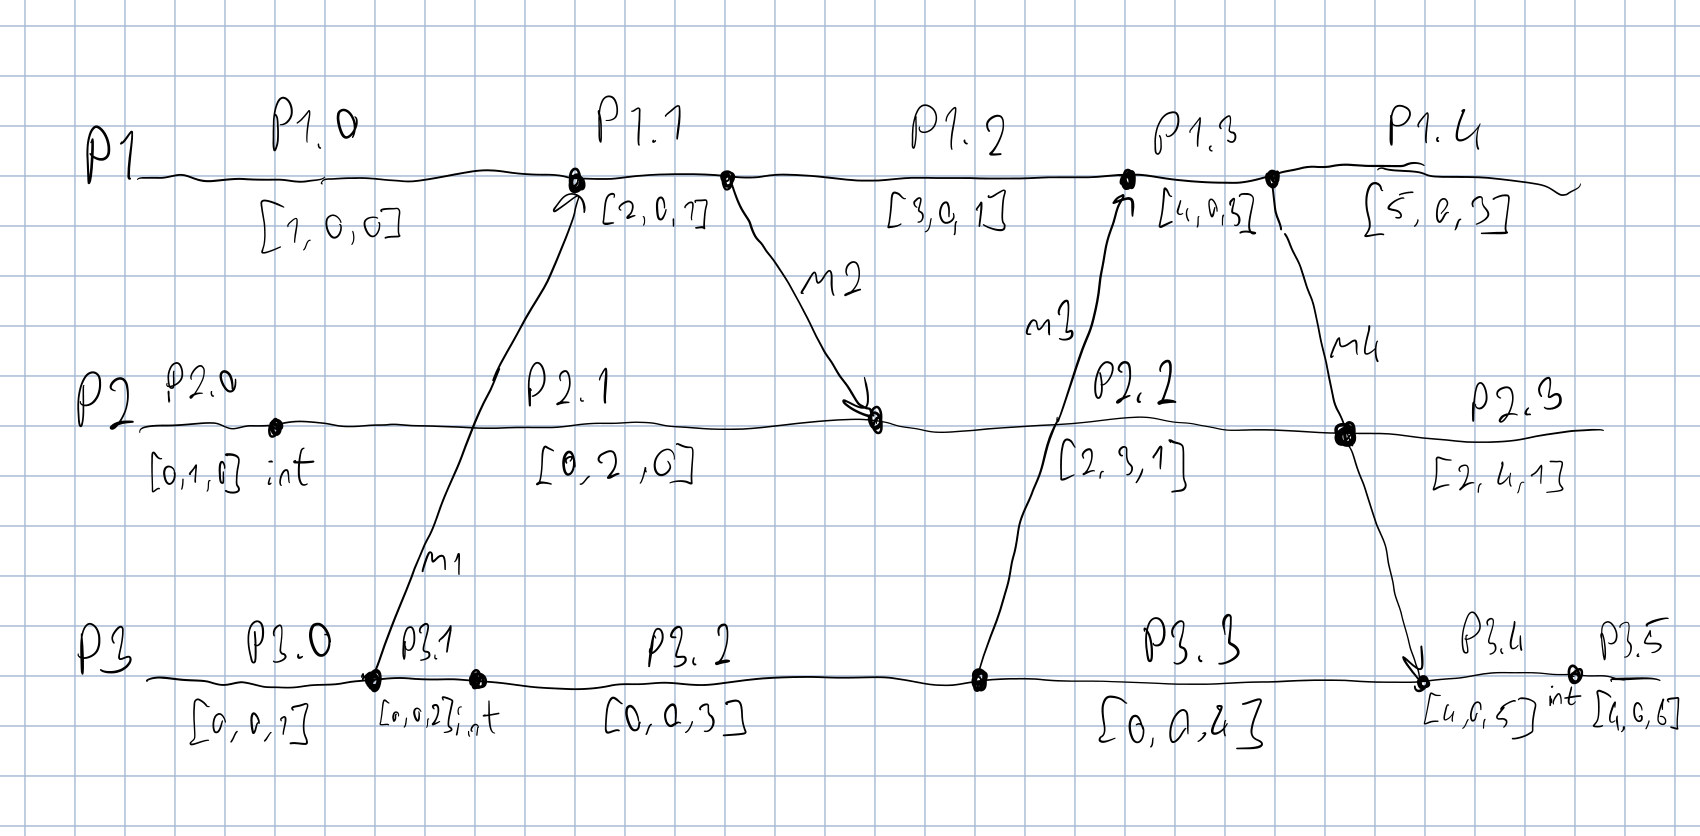 P1.0 P1.1 P1.2 P1.3 P1.4
P1
[1,0,0] [2,0,1] [3,0,1] [4,0,3] [5,0,3]
m2
m3
m4
P2.0 P2.1 P2.2 P2.3
P2
[0,1,0] int [0,2,0] [2,3,1] [2,4,1]
m1
P3.0 P3.1 P3.2 P3.3 P3.4 P3.5
P3
[0,0,1] [0,0,2] int [0,0,3] [0,0,4] [4,0,5] int [4,0,6]